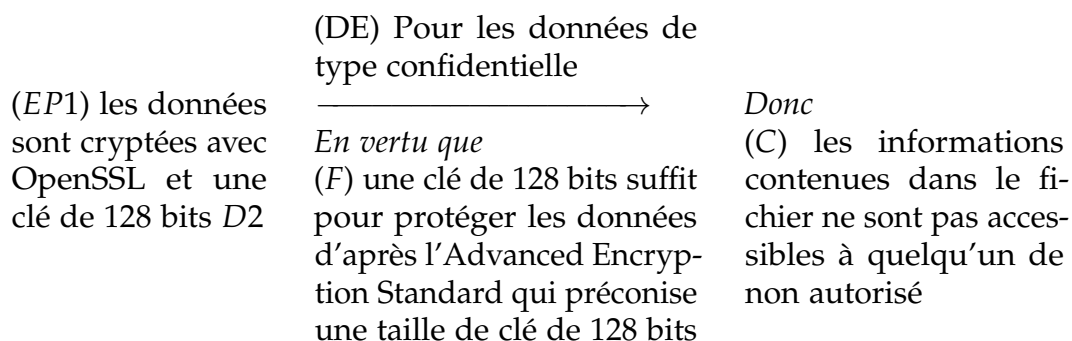 (DE) Pour les données de
type confidentielle
(EP1) les données
sont cryptées avec
OpenSSL et une
clé de 128 bits D2
En vertu que
(F) une clé de 128 bits suffit
pour protéger les données
d'après l'Advanced Encryp-
tion Standard qui préconise
une taille de clé de 128 bits
Donc
(C) les informations
contenues dans le fi-
chier ne sont pas acces-
sibles à quelqu'un de
non autorisé